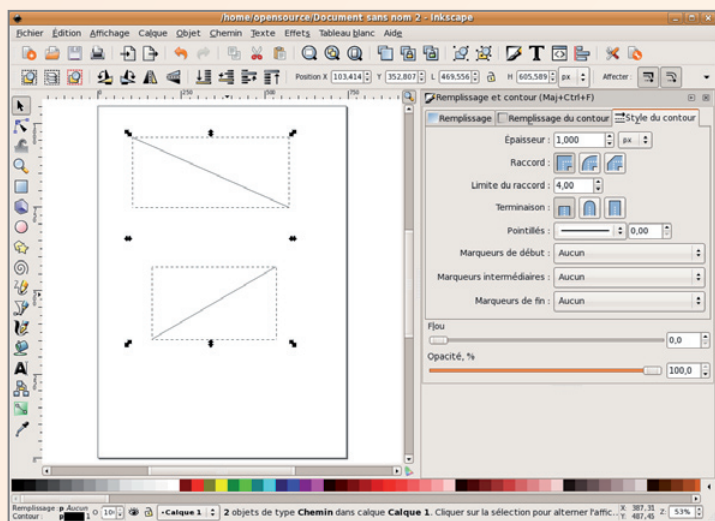 /home/opensource/Document sans nom 2 - Inkscape
Fichier Édition Affichage Calque Objet Chemin Texte Effets Tableau blanc Aide
Position X 103,414 Y 352,807 L 469,556 H 605,589 px Affecter :
0 250 500 750
Remplissage et contour (Maj+Ctrl+F)
Remplissage Remplissage du contour Style du contour
Épaisseur : 1,000 px
Raccord :
Limite du raccord : 4,00
Terminaison :
Pointillés : 0,00
Marqueurs de début : Aucun
Marqueurs intermédiaires : Aucun
Marqueurs de fin : Aucun
Flou
0,0
Opacité, %
100,0
Remplissage : Aucun
Contour : 1
O Calque 1 2 objets de type Chemin dans calque Calque 1. Cliquer sur la sélection pour alterner l'affic...
X: 387,31
Y: 487,45
Z: 53%